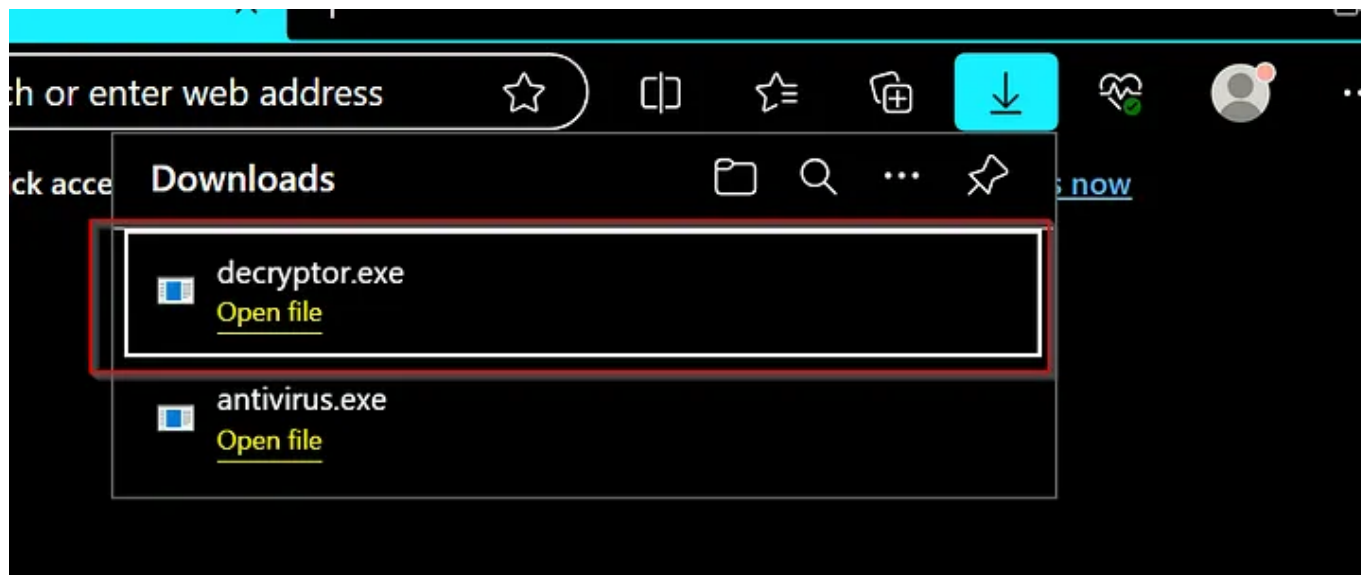 ch or enter web address
ick acce
s now
Downloads
decryptor.exe
Open file
antivirus.exe
Open file